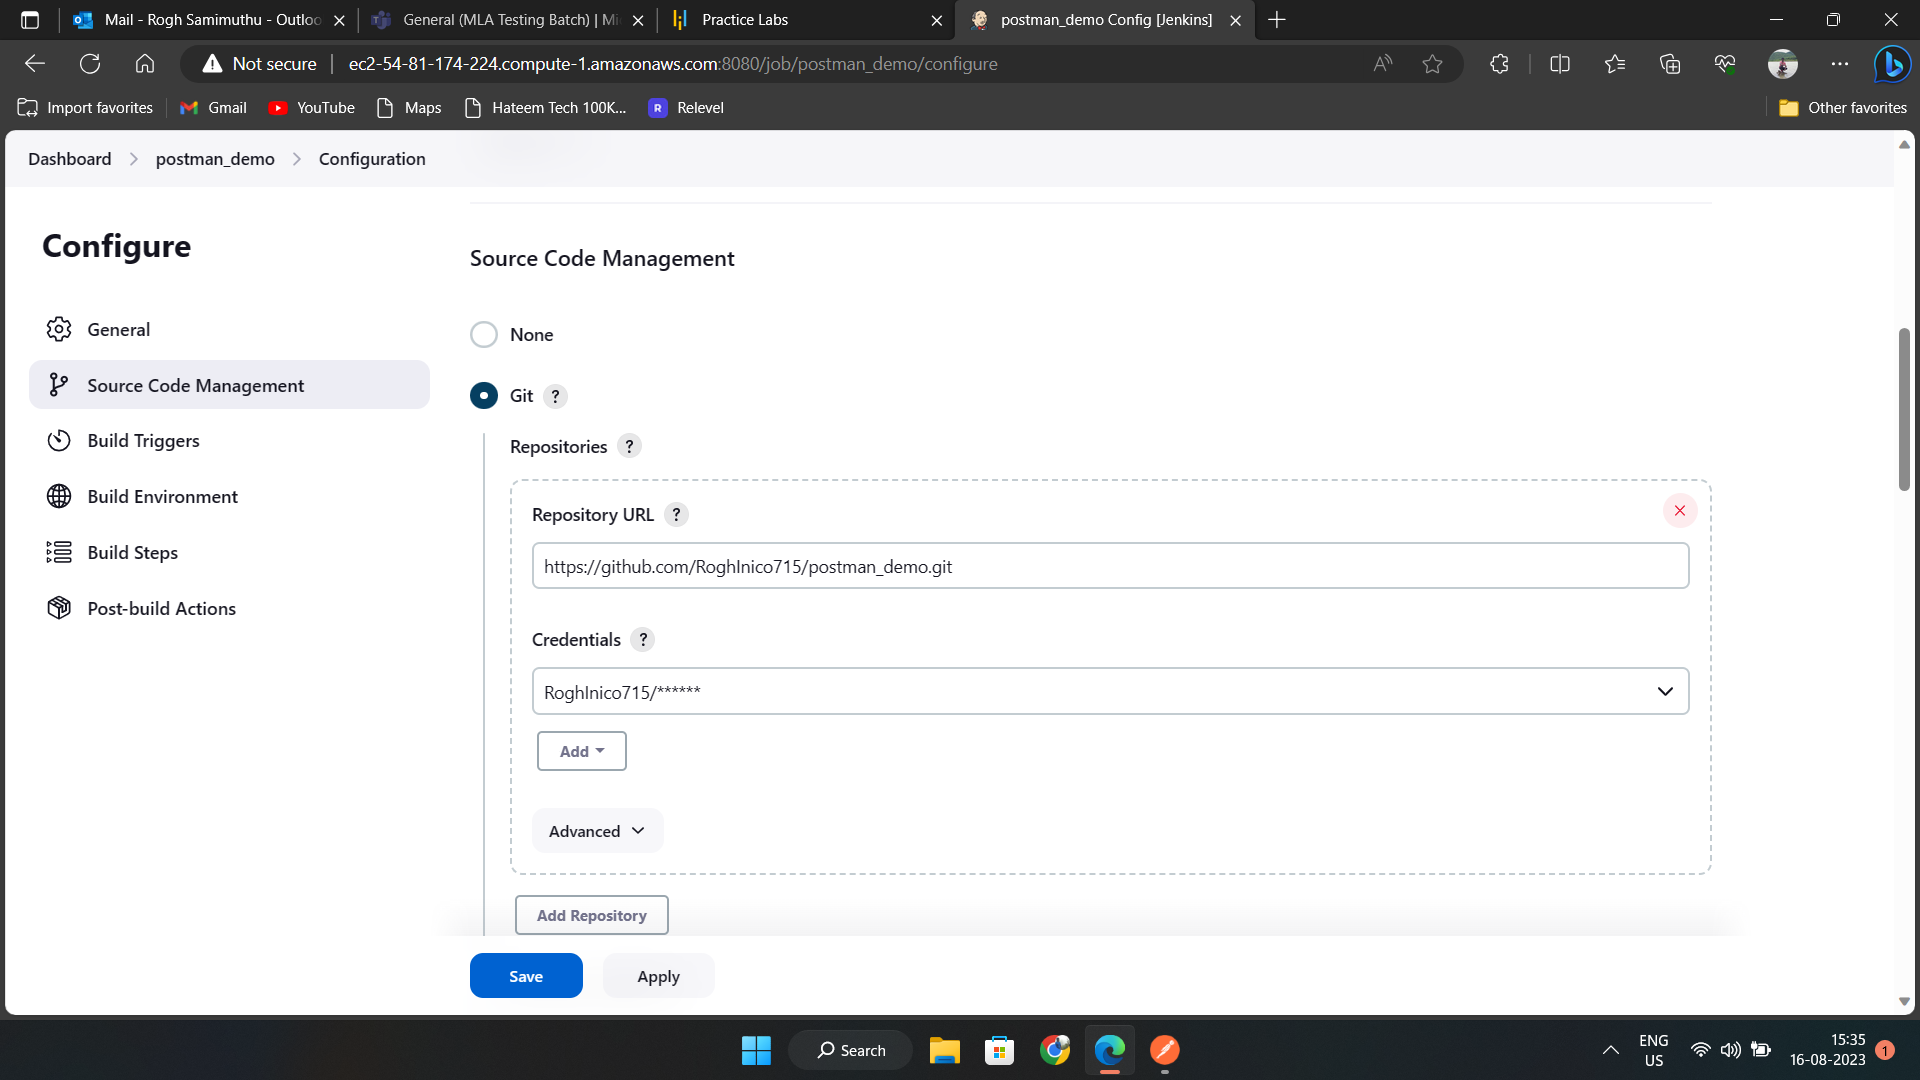 Mail - Rogh Samimuthu - Outloo
General (MLA Testing Batch) | Mi
Practice Labs
postman_demo Config [Jenkins]
Not secure
ec2-54-81-174-224.compute-1.amazonaws.com:8080/job/postman_demo/configure
Import favorites
Gmail
YouTube
Maps
Hateem Tech 100K...
R
Relevel
Other favorites
Dashboard
postman_demo
Configuration
Configure
General
Source Code Management
Build Triggers
Build Environment
Build Steps
Post-build Actions
Source Code Management
None
Git ?
Repositories ?
Repository URL ?
https://github.com/RoghInico715/postman_demo.git
Credentials ?
RoghInico715/******
Add
Advanced
Add Repository
Save
Apply
Search
ENG
US
15:35
16-08-2023
1